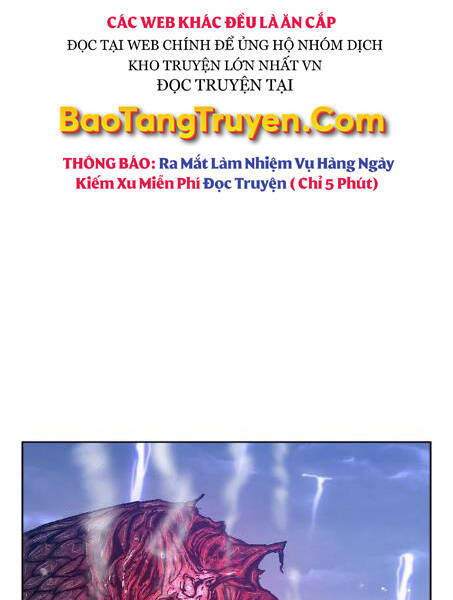 CÁC WEB KHÁC ĐỀU LÀ ĂN CẮP
ĐỌC TẠI WEB CHÍNH ĐỂ ỦNG HỘ NHÓM DỊCH
KHO TRUYỆN LỚN NHẤT VN
ĐỌC TRUYỆN TẠI
BaoTangTruyen.Com
THÔNG BÁO: Ra Mắt Làm Nhiệm Vụ Hàng Ngày
Kiếm Xu Miễn Phí Đọc Truyện ( Chỉ 5 Phút)